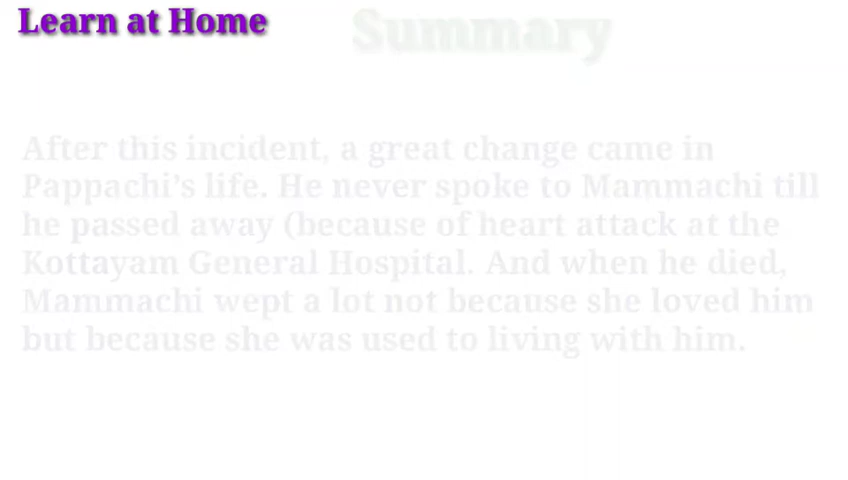 Learn at Home
Summary
After this incident, a great change came in
Pappachi's life. He never spoke to Mammachi till
he passed away (because of heart attack at the
Kottayam General Hospital. And when he died,
Mammachi wept a lot not because she loved him
but because she was used to living with him.